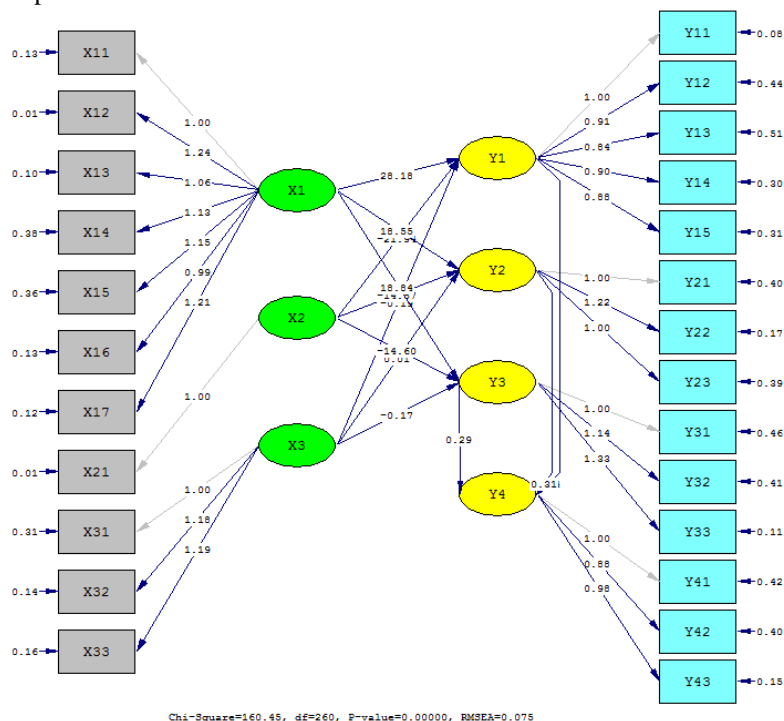 0.13 X11
0.01 X12
0.10 X13
0.38 X14
0.36 X15
0.13 X16
0.12 X17
0.01 X21
0.31 X31
0.14 X32
0.16 X33
1.00
1.24
1.06
1.13
1.15
0.99
1.21
1.00
1.00
1.18
1.19
X1
X2
X3
28.18
18.55
18.84
-14.60
0.01
-0.17
0.29
0.31
Y1
Y2
Y3
Y4
1.00
0.91
0.84
0.90
0.88
1.00
1.22
1.00
1.00
1.14
1.33
1.00
0.88
0.98
Y11 0.08
Y12 0.44
Y13 0.51
Y14 0.30
Y15 0.31
Y21 0.40
Y22 0.17
Y23 0.39
Y31 0.46
Y32 0.41
Y33 0.11
Y41 0.42
Y42 0.40
Y43 0.15
Chi-Square=160.45, df=260, P-value=0.00000, RMSEA=0.075